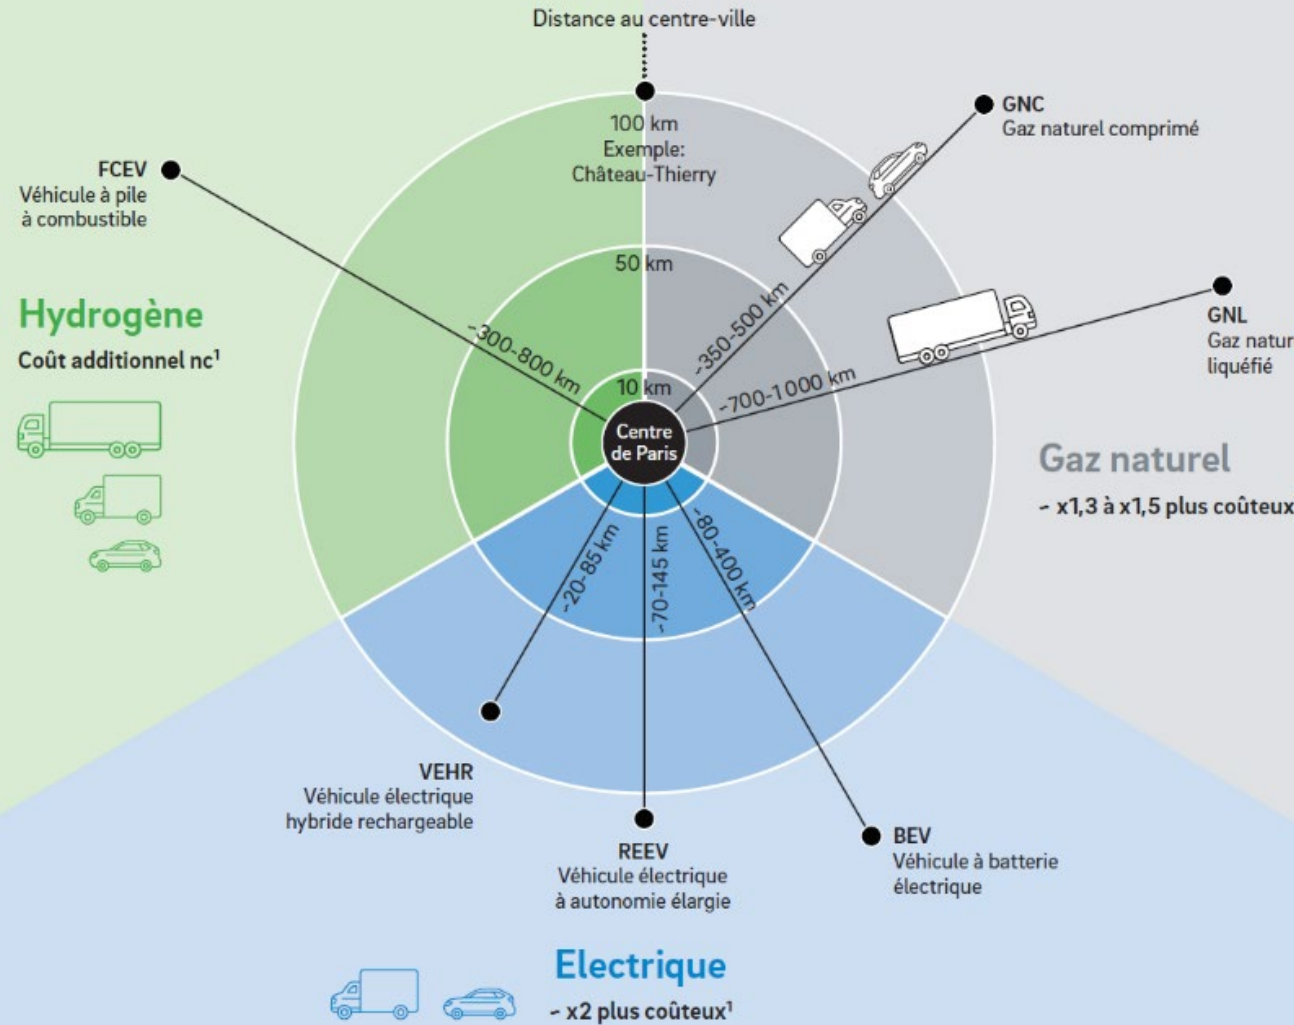 Distance au centre-ville
100 km
Exemple:
Château-Thierry
50 km
10 km
Centre
de Paris
FCEV
Véhicule à pile
à combustible
~300-800 km
Hydrogène
Coût additionnel nc¹
GNC
Gaz naturel comprimé
~350-500 km
GNL
Gaz natur
liquéfié
~700-1000 km
Gaz naturel
~ x1,3 à x1,5 plus coûteux
~20-85 km
~70-145 km
~80-400 km
VEHR
Véhicule électrique
hybride rechargeable
REEV
Véhicule électrique
à autonomie élargie
BEV
Véhicule à batterie
électrique
Electrique
~ x2 plus coûteux¹